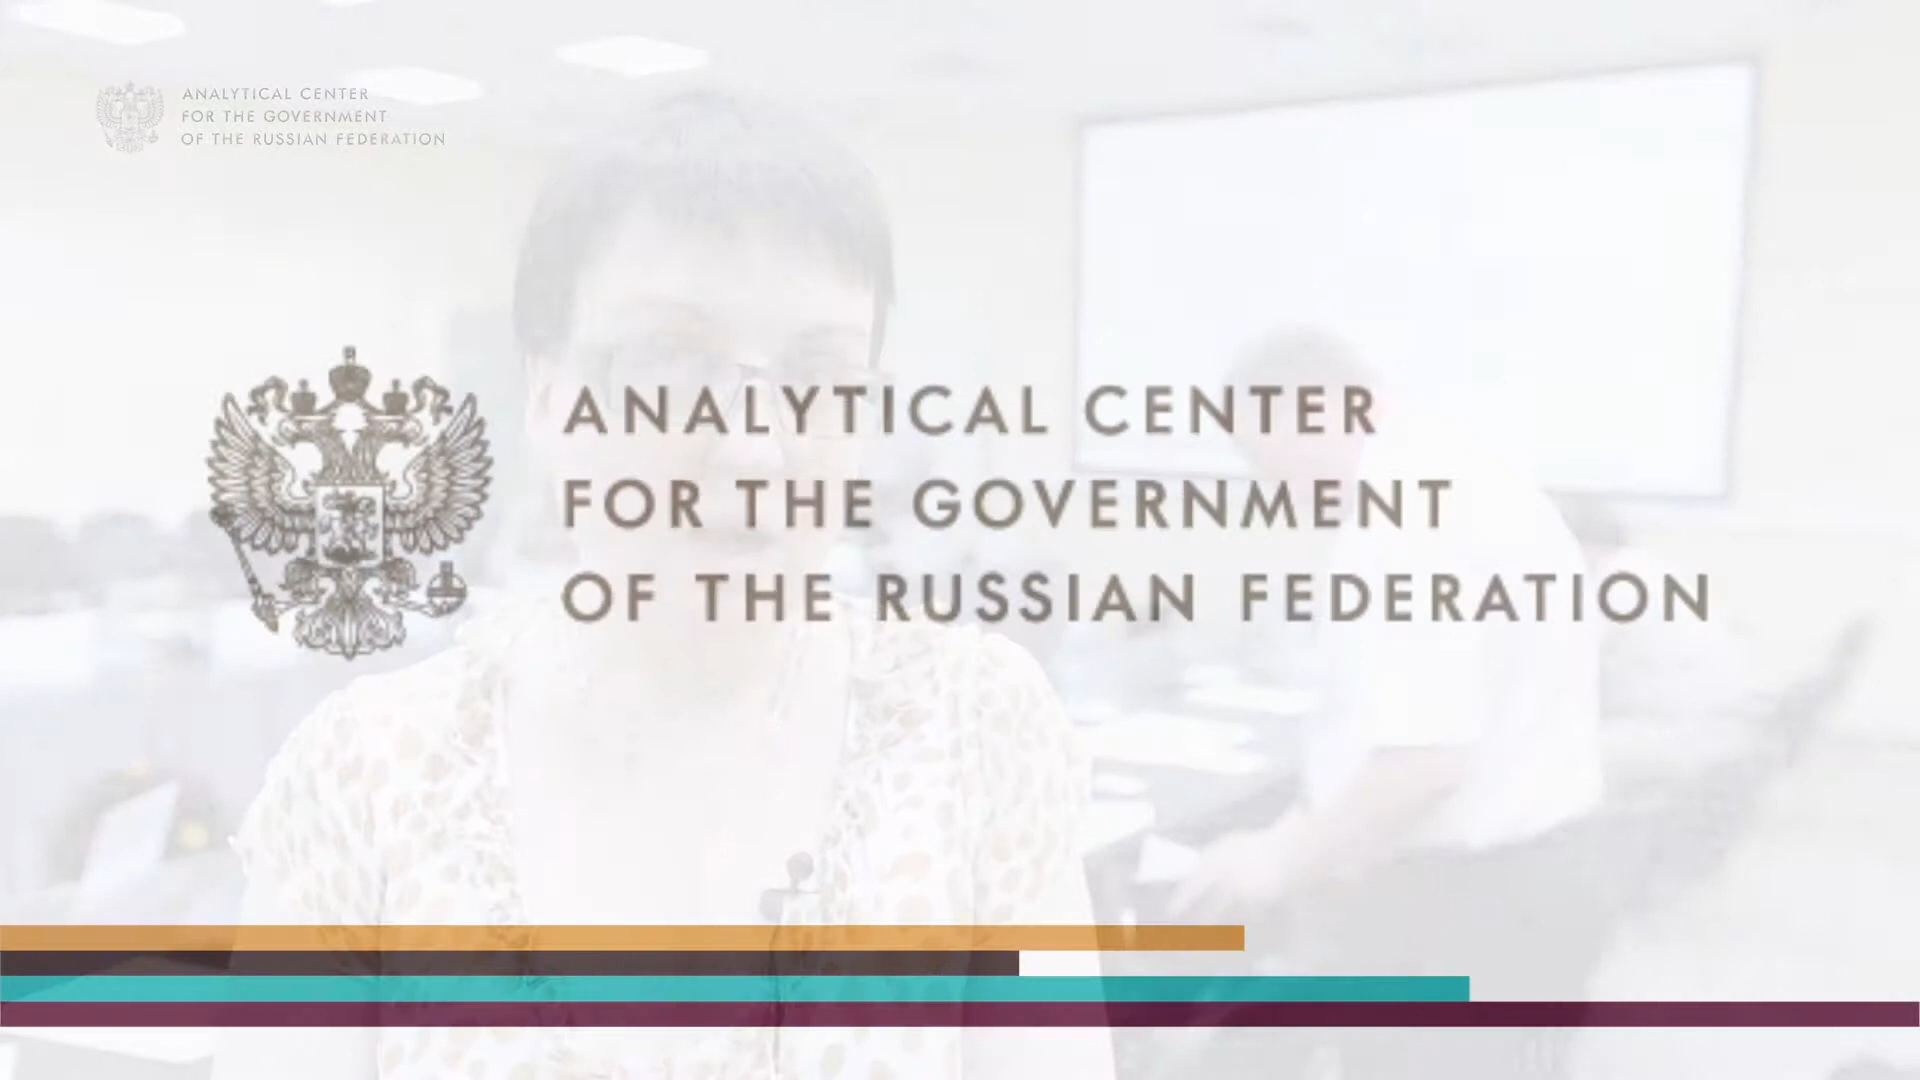 ANALYTICAL CENTER
FOR THE GOVERNMENT
OF THE RUSSIAN FEDERATION
ANALYTICAL CENTER
FOR THE GOVERNMENT
OF THE RUSSIAN FEDERATION